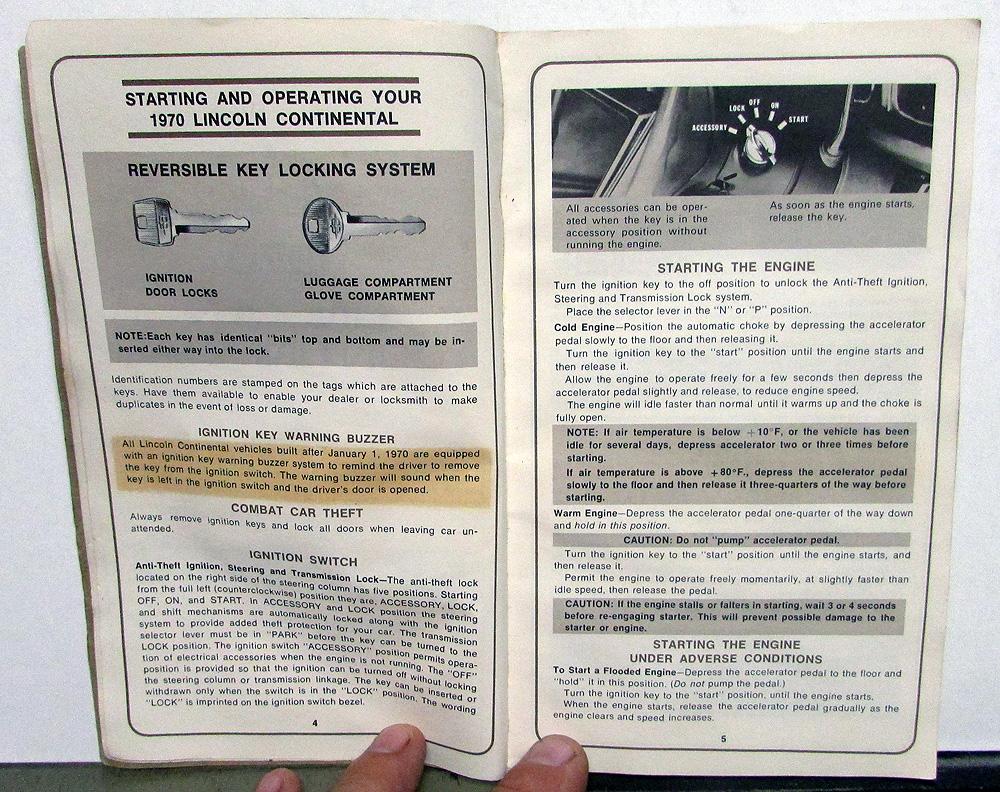 STARTING AND OPERATING YOUR
1970 LINCOLN CONTINENTAL
REVERSIBLE KEY LOCKING SYSTEM
IGNITION
DOOR LOCKS
LUGGAGE COMPARTMENT
GLOVE COMPARTMENT
NOTE:Each key has identical "bits" top and bottom and may be in-
serted either way into the lock.
Identification numbers are stamped on the tags which are attached to the
keys. Have them available to enable your dealer or locksmith to make
duplicates in the event of loss or damage.
IGNITION KEY WARNING BUZZER
All Lincoln Continental vehicles built after January 1, 1970 are equipped
with an ignition key warning buzzer system to remind the driver to remove
the key from the ignition switch. The warning buzzer will sound when the
key is left in the ignition switch and the driver's door is opened.
COMBAT CAR THEFT
Always remove ignition keys and lock all doors when leaving car un-
attended.
IGNITION SWITCH
Anti-Theft Ignition, Steering and Transmission Lock—The anti-theft lock
located on the right side of the steering column has five positions. Starting
from the full left (counterclockwise) position they are, ACCESSORY, LOCK,
OFF, ON, and START. In ACCESSORY and LOCK position the steering
and shift mechanisms are automatically locked along with the ignition
system to provide added theft protection for your car. The transmission
selector lever must be in "PARK" before the key can be turned to the
LOCK position. The ignition switch "ACCESSORY" position permits opera-
tion of electrical accessories when the engine is not running. The "OFF"
position is provided so that the ignition can be turned off without locking
the steering column or transmission linkage. The key can be inserted or
withdrawn only when the switch is in the "LOCK" position. The wording
"LOCK" is imprinted on the ignition switch bezel.
4
ACCESSORY LOCK OFF ON START
All accessories can be oper-
ated when the key is in the
accessory position without
running the engine.
As soon as the engine starts,
release the key.
STARTING THE ENGINE
Turn the ignition key to the off position to unlock the Anti-Theft Ignition,
Steering and Transmission Lock system.
Place the selector lever in the "N" or "P" position.
Cold Engine—Position the automatic choke by depressing the accelerator
pedal slowly to the floor and then releasing it.
Turn the ignition key to the "start" position until the engine starts and
then release it.
Allow the engine to operate freely for a few seconds then depress the
accelerator pedal slightly and release, to reduce engine speed.
The engine will idle faster than normal until it warms up and the choke is
fully open.
NOTE: If air temperature is below +10°F, or the vehicle has been
idle for several days, depress accelerator two or three times before
starting.
If air temperature is above +80°F., depress the accelerator pedal
slowly to the floor and then release it three-quarters of the way before
starting.
Warm Engine—Depress the accelerator pedal one-quarter of the way down
and hold in this position.
CAUTION: Do not "pump" accelerator pedal.
Turn the ignition key to the "start" position until the engine starts, and
then release it.
Permit the engine to operate freely momentarily, at slightly faster than
idle speed, then release the pedal.
CAUTION: If the engine stalls or falters in starting, wait 3 or 4 seconds
before re-engaging starter. This will prevent possible damage to the
starter or engine.
STARTING THE ENGINE
UNDER ADVERSE CONDITIONS
To Start a Flooded Engine—Depress the accelerator pedal to the floor and
"hold" it in this position. (Do not pump the pedal.)
Turn the ignition key to the "start" position, until the engine starts.
When the engine starts, release the accelerator pedal gradually as the
engine clears and speed increases.
5